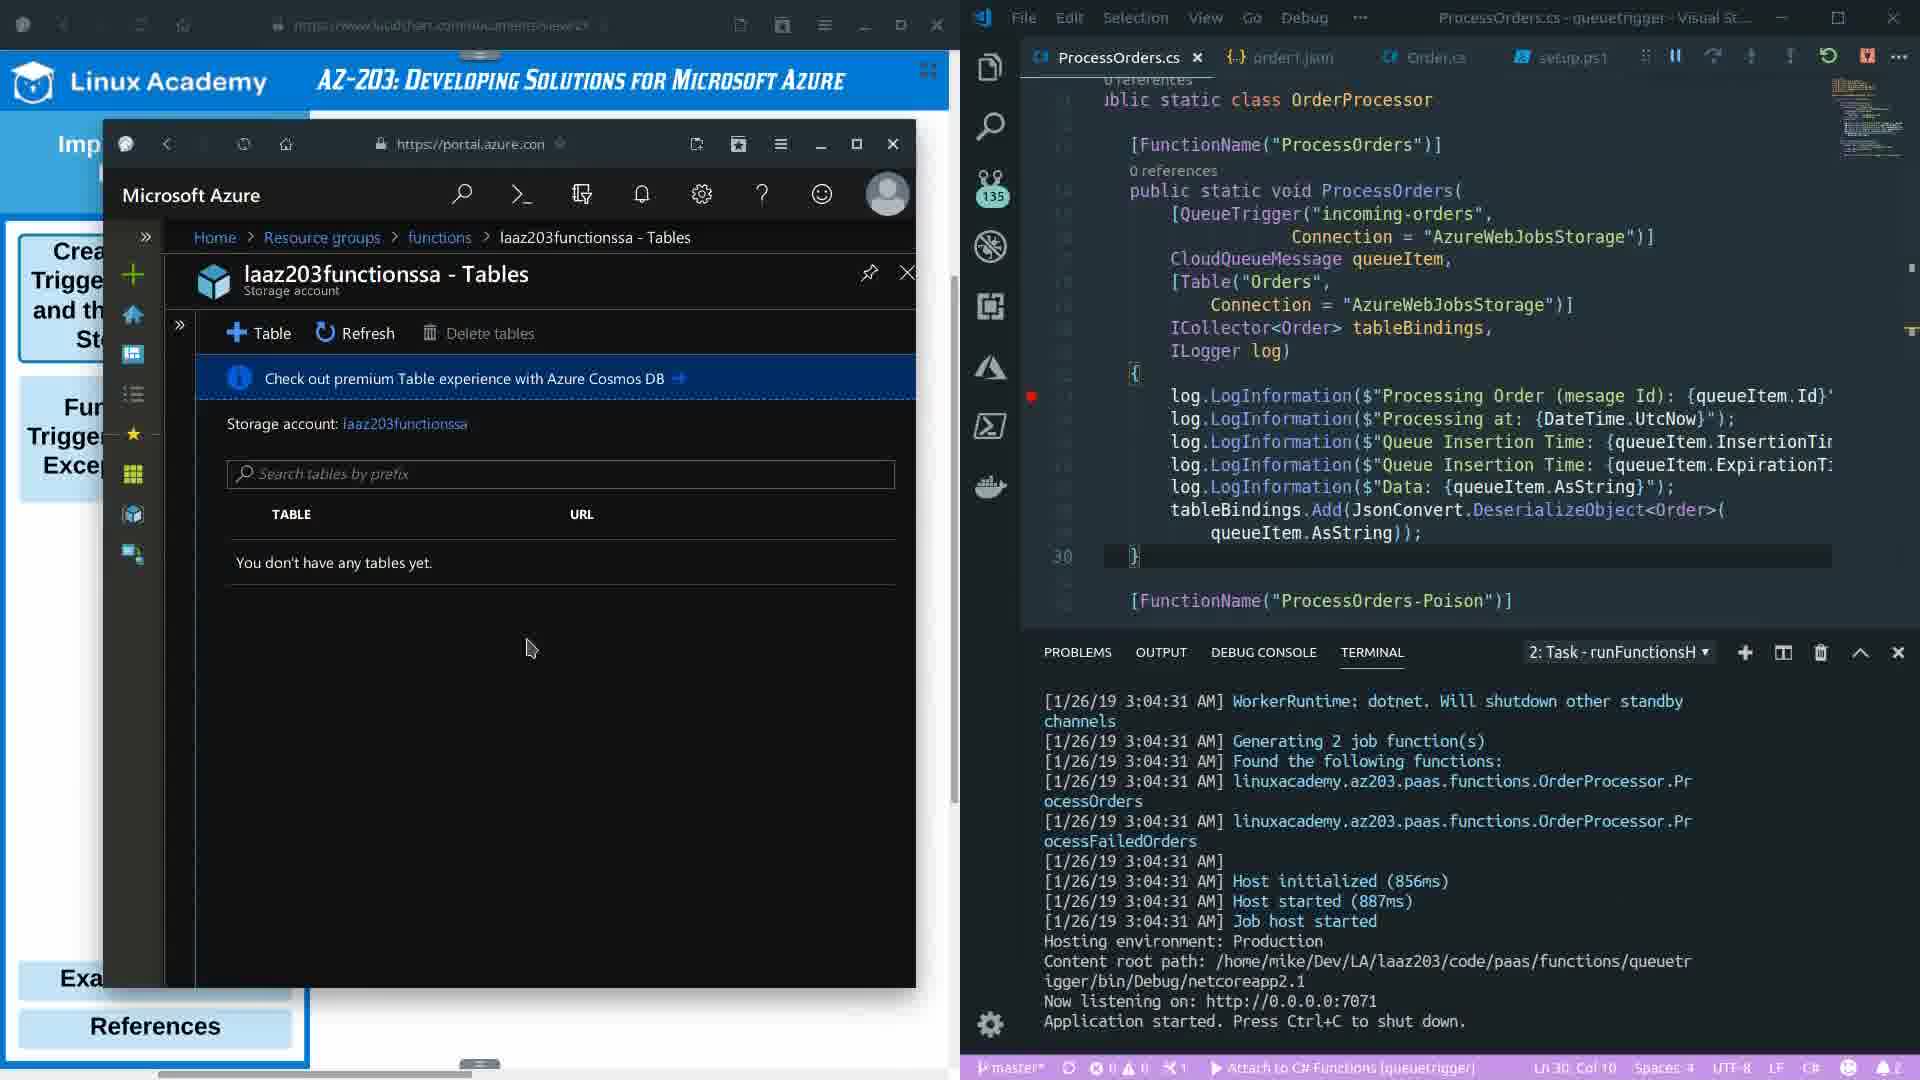 https://www.lucidchart.com/documents/view/2
Linux Academy
AZ-203: Developing Solutions for Microsoft Azure
Imp
Crea
Trigge
and th
St
Fun
Trigger
Exce
Exa
References
https://portal.azure.con
Microsoft Azure
Home > Resource groups > functions > laaz203functionssa - Tables
laaz203functionssa - Tables
Storage account
Table
Refresh
Delete tables
Check out premium Table experience with Azure Cosmos DB
Storage account: laaz203functionssa
Search tables by prefix
TABLE URL
You don't have any tables yet.
File Edit Selection View Go Debug ... ProcessOrders.cs - queuetrigger - Visual St...
ProcessOrders.cs order1.json Order.cs setup.ps1
135
0 references
ublic static class OrderProcessor
[FunctionName("ProcessOrders")]
0 references
public static void ProcessOrders(
[QueueTrigger("incoming-orders",
Connection = "AzureWebJobsStorage")]
CloudQueueMessage queueItem,
[Table("Orders",
Connection = "AzureWebJobsStorage")]
ICollector<Order> tableBindings,
ILogger log)
{
log.LogInformation($"Processing Order (mesage Id): {queueItem.Id}"
log.LogInformation($"Processing at: {DateTime.UtcNow}");
log.LogInformation($"Queue Insertion Time: {queueItem.InsertionTim
log.LogInformation($"Queue Insertion Time: {queueItem.ExpirationTi
log.LogInformation($"Data: {queueItem.AsString}");
tableBindings.Add(JsonConvert.DeserializeObject<Order>(
queueItem.AsString));
30 }
[FunctionName("ProcessOrders-Poison")]
PROBLEMS OUTPUT DEBUG CONSOLE TERMINAL 2: Task - runFunctionsH
[1/26/19 3:04:31 AM] WorkerRuntime: dotnet. Will shutdown other standby
channels
[1/26/19 3:04:31 AM] Generating 2 job function(s)
[1/26/19 3:04:31 AM] Found the following functions:
[1/26/19 3:04:31 AM] linuxacademy.az203.paas.functions.OrderProcessor.Pr
ocessOrders
[1/26/19 3:04:31 AM] linuxacademy.az203.paas.functions.OrderProcessor.Pr
ocessFailedOrders
[1/26/19 3:04:31 AM]
[1/26/19 3:04:31 AM] Host initialized (856ms)
[1/26/19 3:04:31 AM] Host started (887ms)
[1/26/19 3:04:31 AM] Job host started
Hosting environment: Production
Content root path: /home/mike/Dev/LA/laaz203/code/paas/functions/queuetr
igger/bin/Debug/netcoreapp2.1
Now listening on: http://0.0.0.0:7071
Application started. Press Ctrl+C to shut down.
master* 0 0 1 Attach to C# Functions (queuetrigger) Ln 30, Col 10 Spaces: 4 UTF-8 LF C# 2